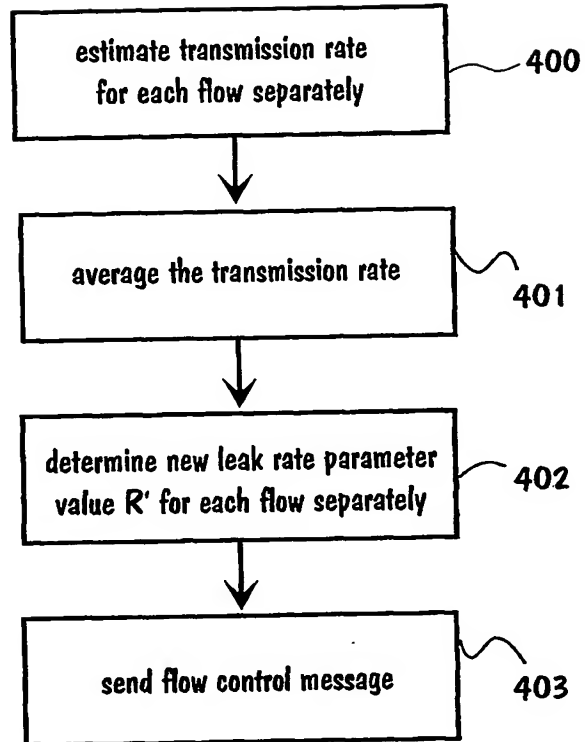 estimate transmission rate
for each flow separately
400
average the transmission rate
401
determine new leak rate parameter
value R' for each flow separately
402
send flow control message
403